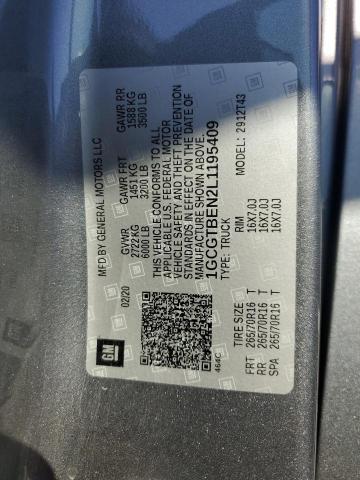 MFD BY GENERAL MOTORS LLC
GM
02/20
GVWR
2722 KG
6000 LB
GAWR FRT
1451 KG
3200 LB
GAWR RR
1588 KG
3500 LB
THIS VEHICLE CONFORMS TO ALL
APPLICABLE U.S. FEDERAL MOTOR
VEHICLE SAFETY AND THEFT PREVENTION
STANDARDS IN EFFECT ON THE DATE OF
MANUFACTURE SHOWN ABOVE.
1GCGTBEN2L1195409
TYPE: TRUCK
MODEL: 2912T43
464C
TIRE SIZE RIM
FRT 265/70R16 T 16X7.0J
RR 265/70R16 T 16X7.0J
SPA 265/70R16 T 16X7.0J